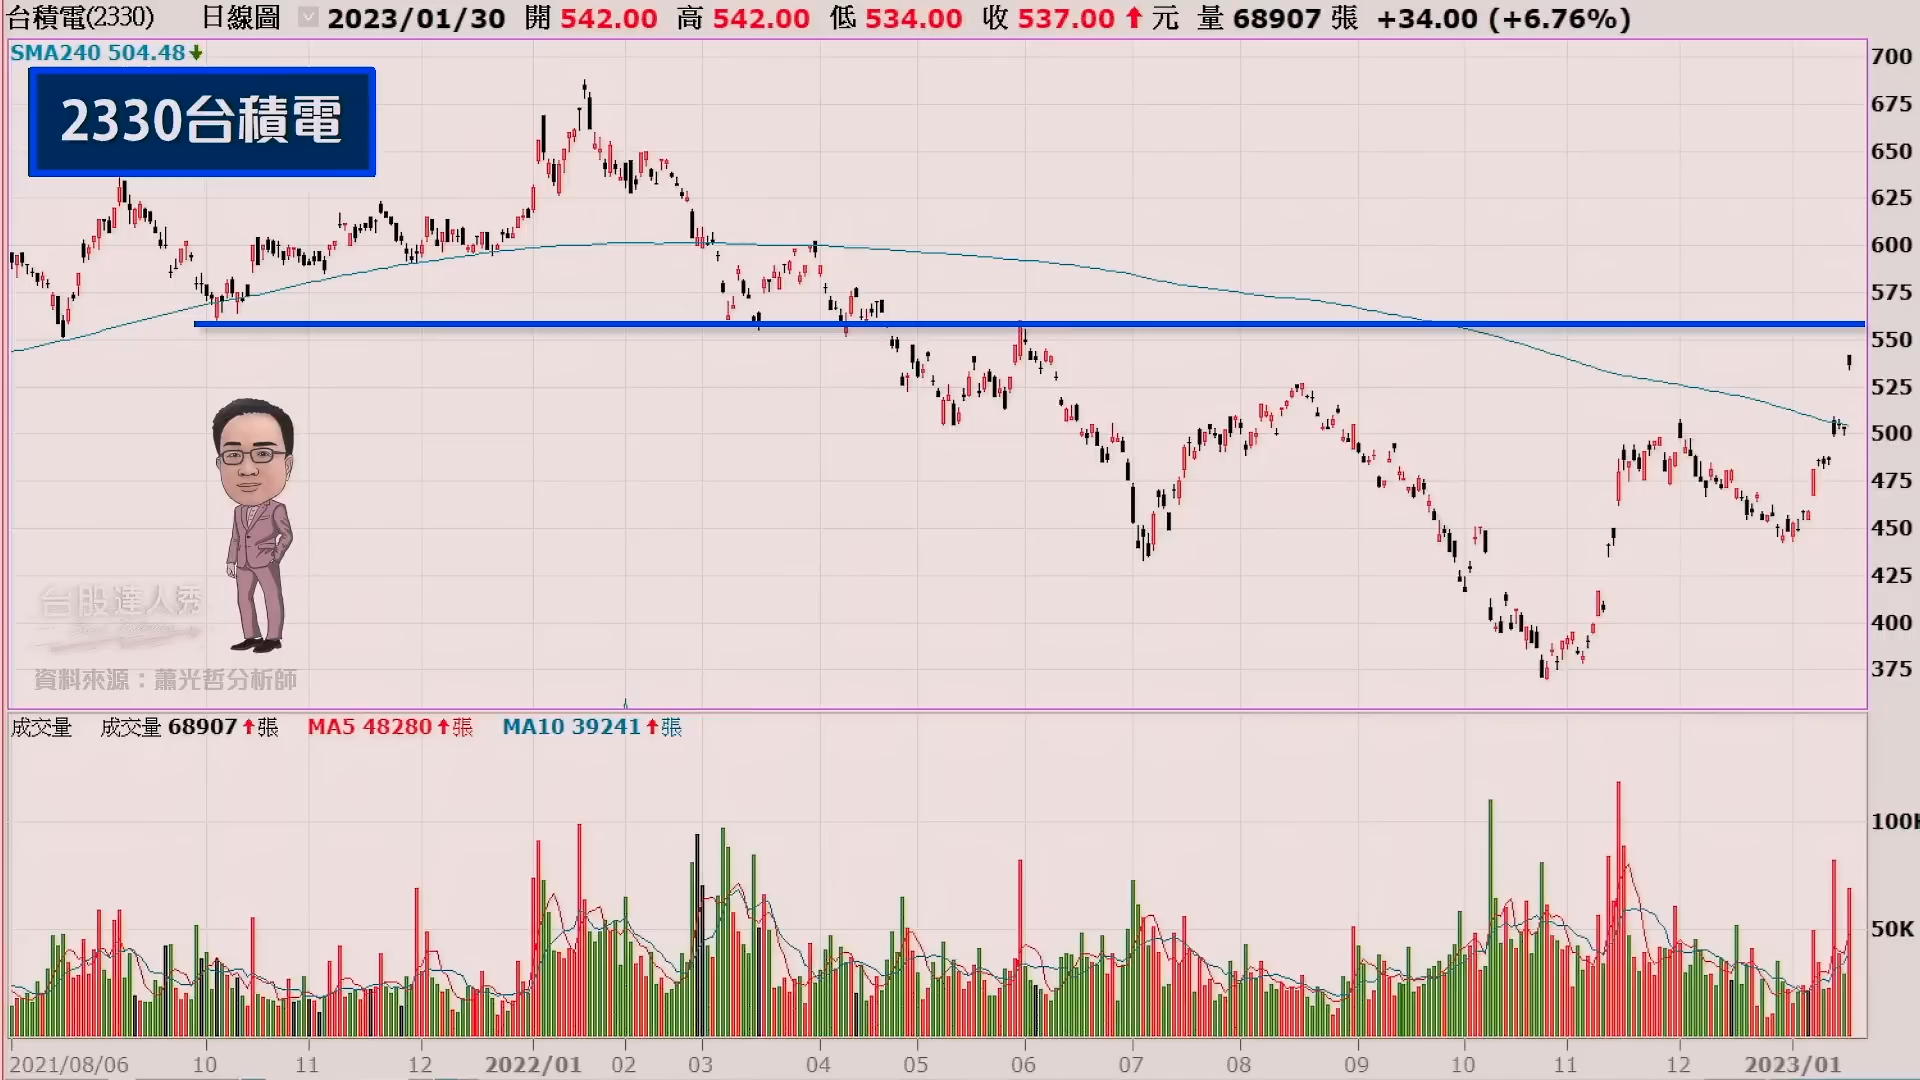 台積電(2330) 日線圖 2023/01/30 開 542.00 高 542.00 低 534.00 收 537.00 元 量 68907 張 +34.00 (+6.76%)
SMA240 504.48
2330台積電
700
675
650
625
600
575
550
525
500
475
450
425
400
375
台股達人秀
資料來源：蕭光哲分析師
成交量 成交量 68907 張 MA5 48280 張 MA10 39241 張
100K
50K
2021/08/06 10 11 12 2022/01 02 03 04 05 06 07 08 09 10 11 12 2023/01